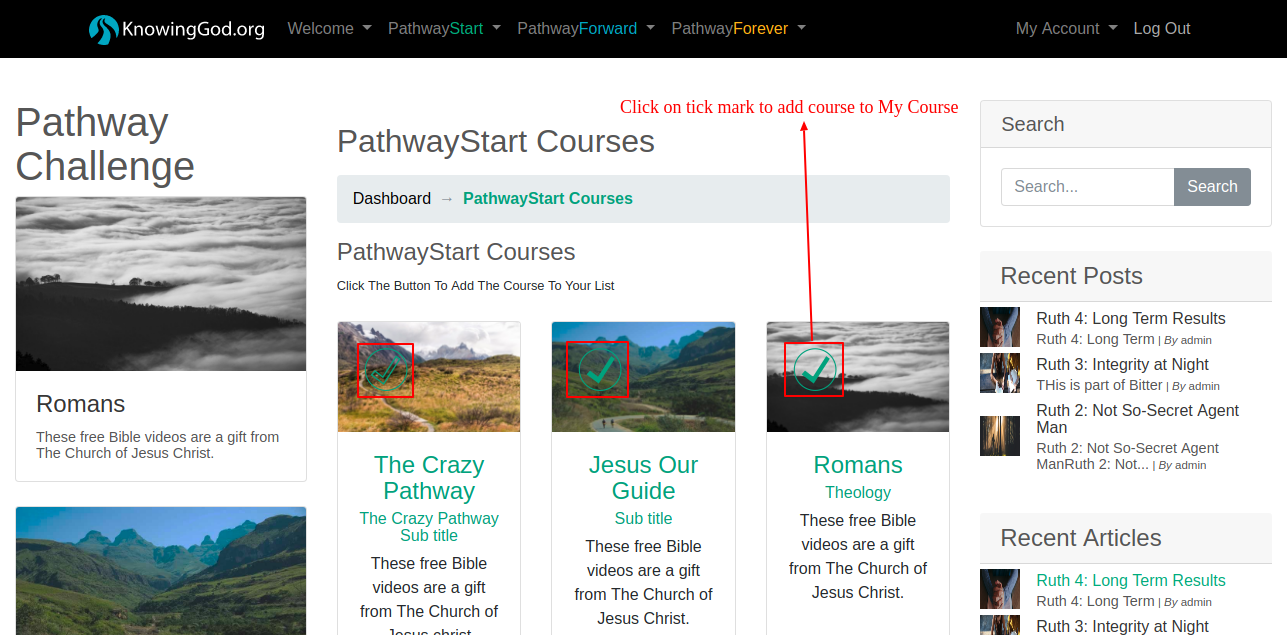 KnowingGod.org Welcome PathwayStart PathwayForward PathwayForever My Account Log Out
Pathway
Challenge
Romans
These free Bible videos are a gift from
The Church of Jesus Christ.
Click on tick mark to add course to My Course
PathwayStart Courses
Dashboard → PathwayStart Courses
PathwayStart Courses
Click The Button To Add The Course To Your List
The Crazy
Pathway
The Crazy Pathway
Sub title
These free Bible
videos are a gift
from The Church of
Jesus christ
Jesus Our
Guide
Sub title
These free Bible
videos are a gift
from The Church of
Jesus Christ.
Romans
Theology
These free Bible
videos are a gift
from The Church of
Jesus Christ.
Search
Search... Search
Recent Posts
Ruth 4: Long Term Results
Ruth 4: Long Term | By admin
Ruth 3: Integrity at Night
THis is part of Bitter | By admin
Ruth 2: Not So-Secret Agent
Man
Ruth 2: Not So-Secret Agent
ManRuth 2: Not... | By admin
Recent Articles
Ruth 4: Long Term Results
Ruth 4: Long Term | By admin
Ruth 3: Integrity at Night